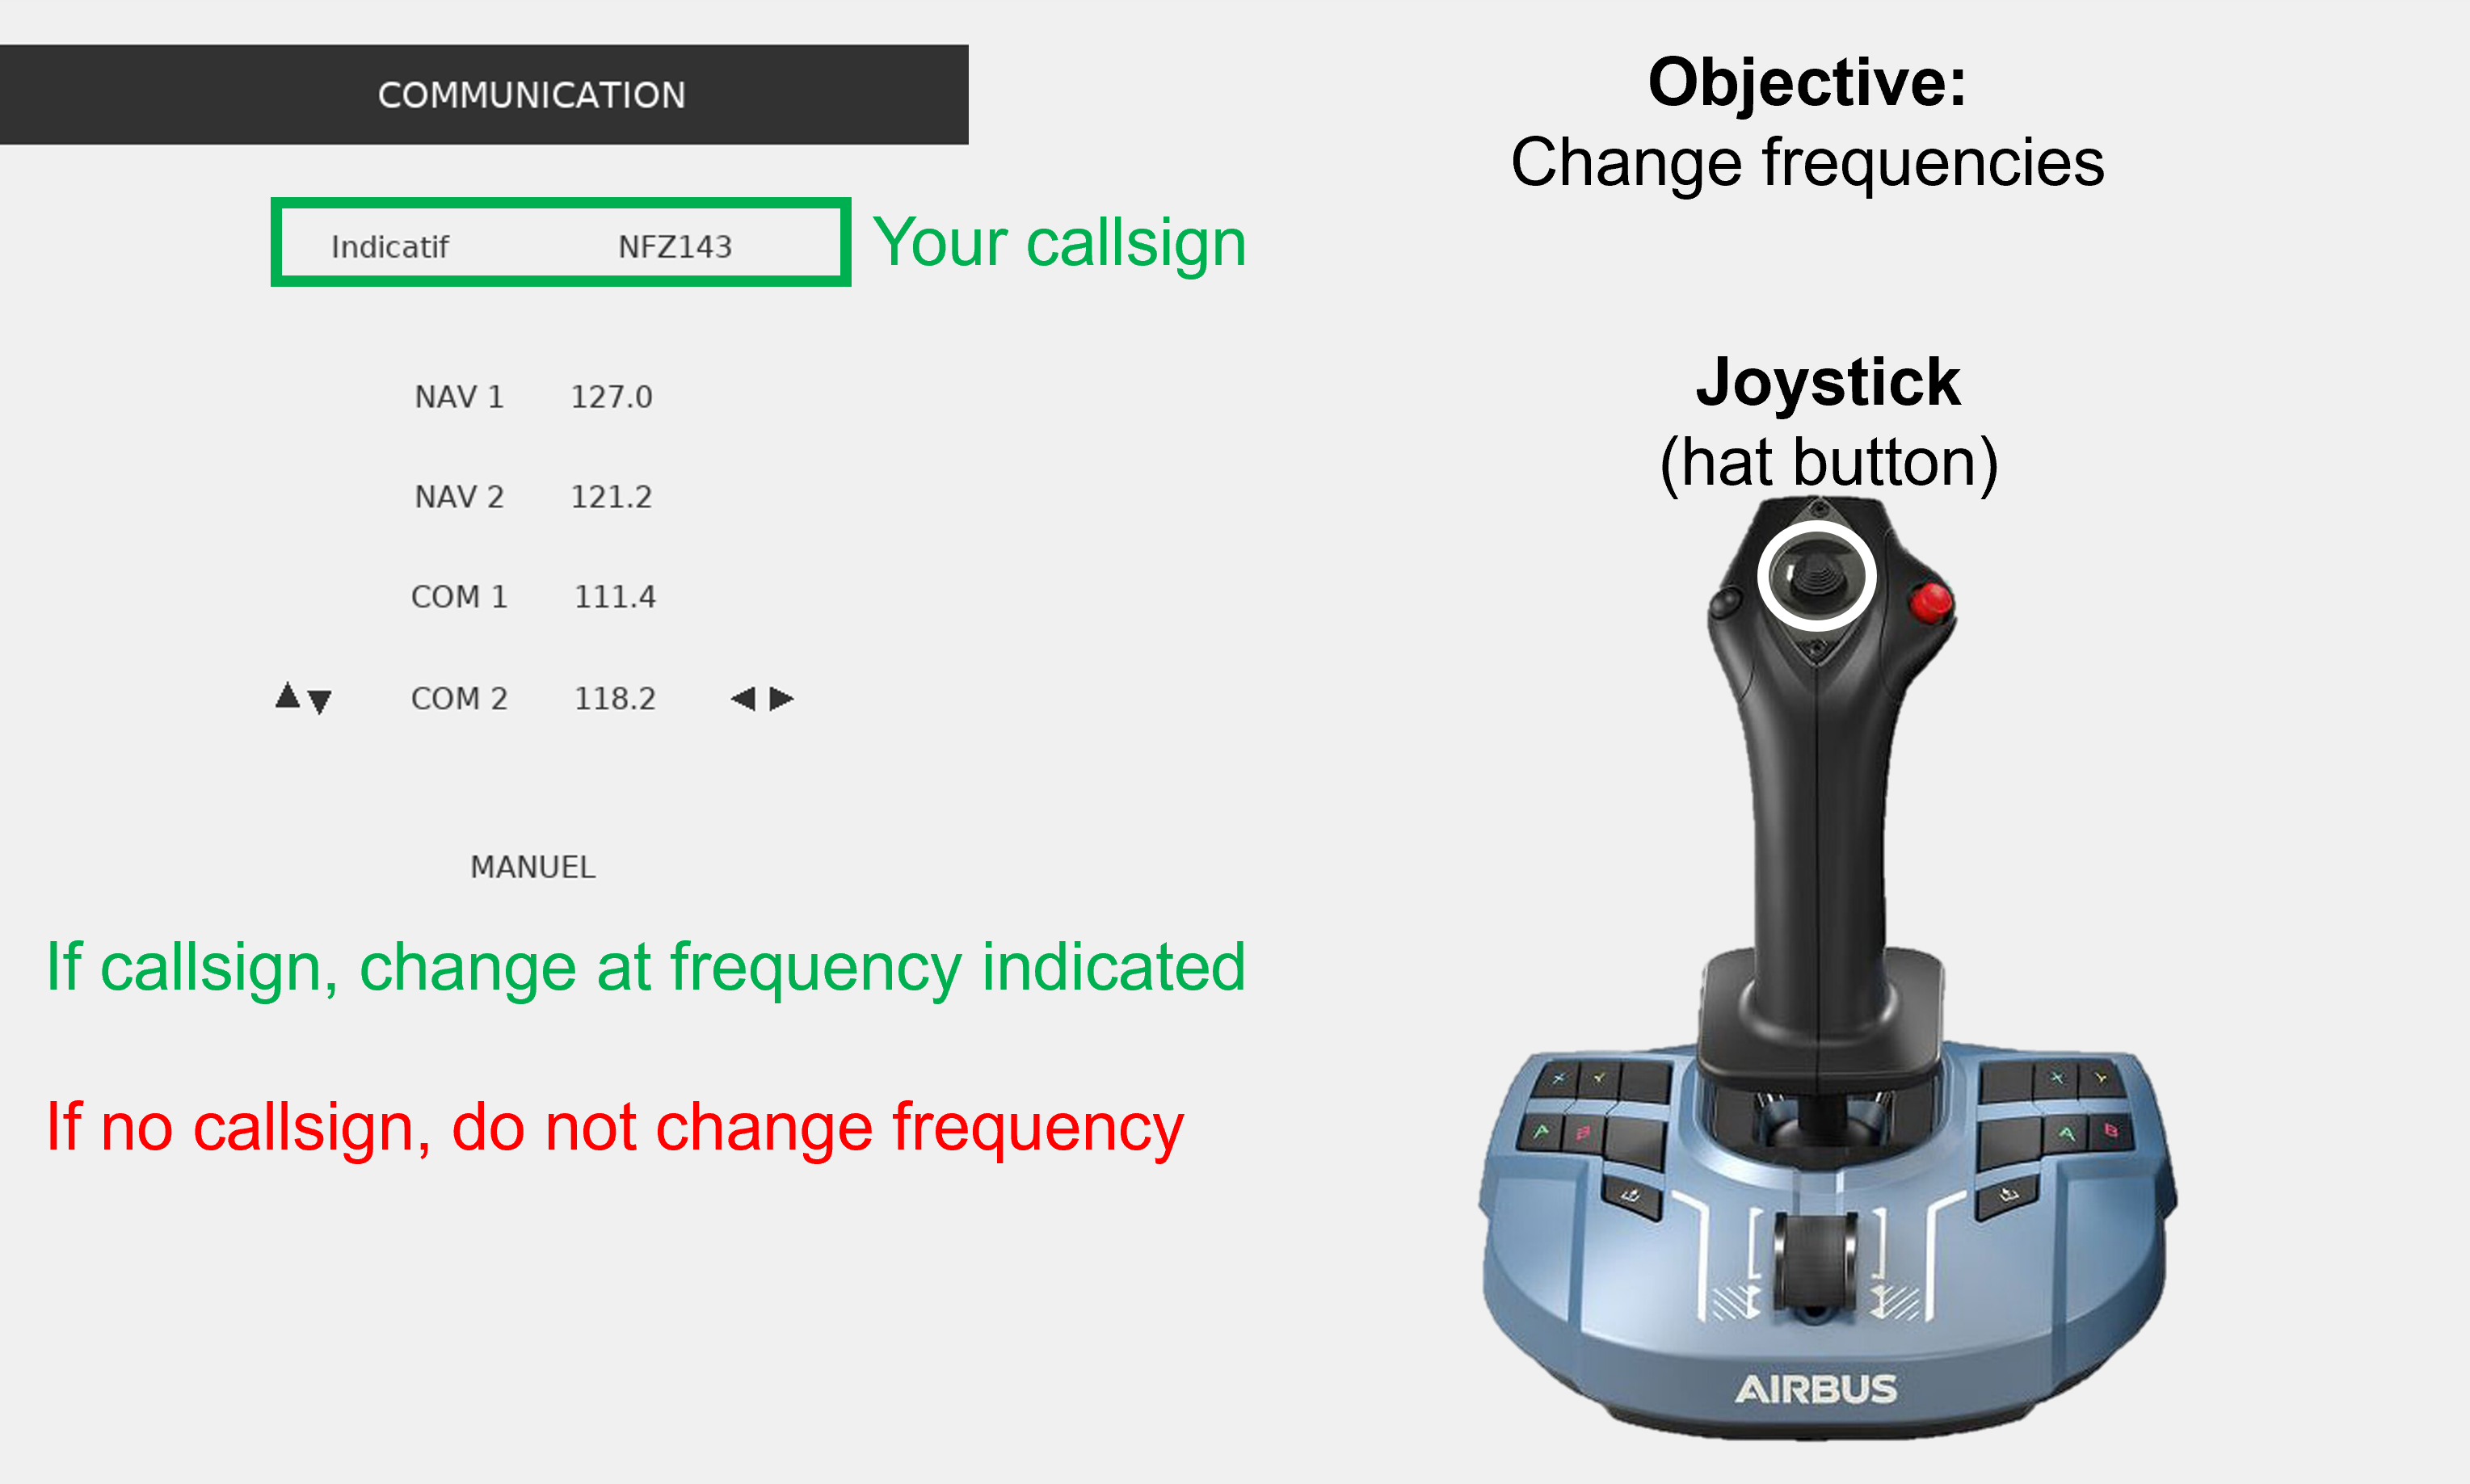 COMMUNICATION
Indicatif NFZ143
Your callsign
NAV 1 127.0
NAV 2 121.2
COM 1 111.4
▲▼ COM 2 118.2 ◀ ▶
MANUEL
If callsign, change at frequency indicated
If no callsign, do not change frequency
Objective:
Change frequencies
Joystick
(hat button)
X Y X Y
A B A B
AIRBUS